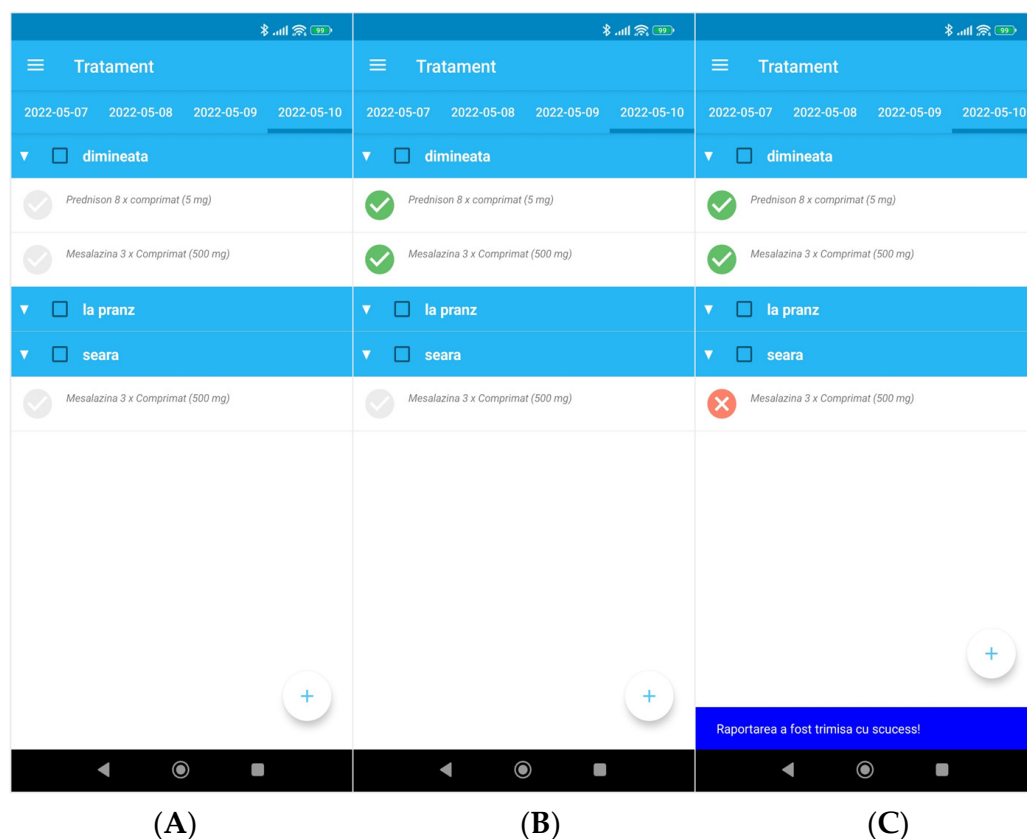 99
Tratament
2022-05-07 2022-05-08 2022-05-09 2022-05-10
dimineata
Prednison 8 x comprimat (5 mg)
Mesalazina 3 x Comprimat (500 mg)
la pranz
seara
Mesalazina 3 x Comprimat (500 mg)
+
(A)
99
Tratament
2022-05-07 2022-05-08 2022-05-09 2022-05-10
dimineata
Prednison 8 x comprimat (5 mg)
Mesalazina 3 x Comprimat (500 mg)
la pranz
seara
Mesalazina 3 x Comprimat (500 mg)
+
(B)
99
Tratament
2022-05-07 2022-05-08 2022-05-09 2022-05-10
dimineata
Prednison 8 x comprimat (5 mg)
Mesalazina 3 x Comprimat (500 mg)
la pranz
seara
Mesalazina 3 x Comprimat (500 mg)
+
Raportarea a fost trimisa cu scucess!
(C)